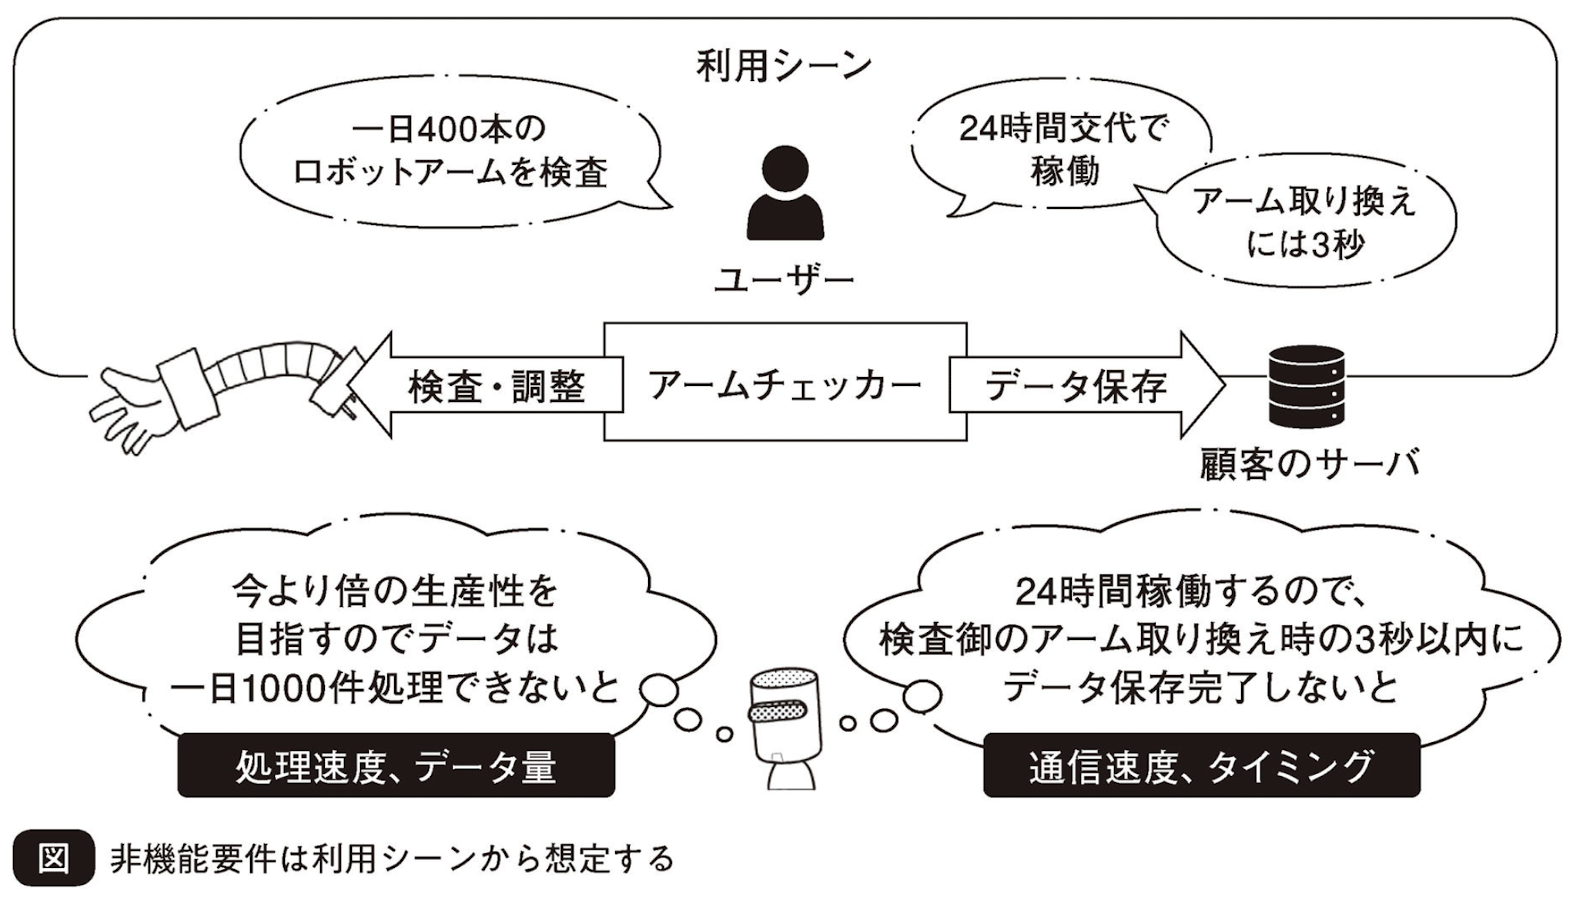 利用シーン
一日400本の
ロボットアームを検査
24時間交代で
稼働
アーム取り換え
には3秒
ユーザー
検査・調整
アームチェッカー
データ保存
顧客のサーバ
今より倍の生産性を
目指すのでデータは
一日1000件処理できないと
処理速度、データ量
24時間稼働するので、
検査御のアーム取り換え時の3秒以内に
データ保存完了しないと
通信速度、タイミング
図 非機能要件は利用シーンから想定する